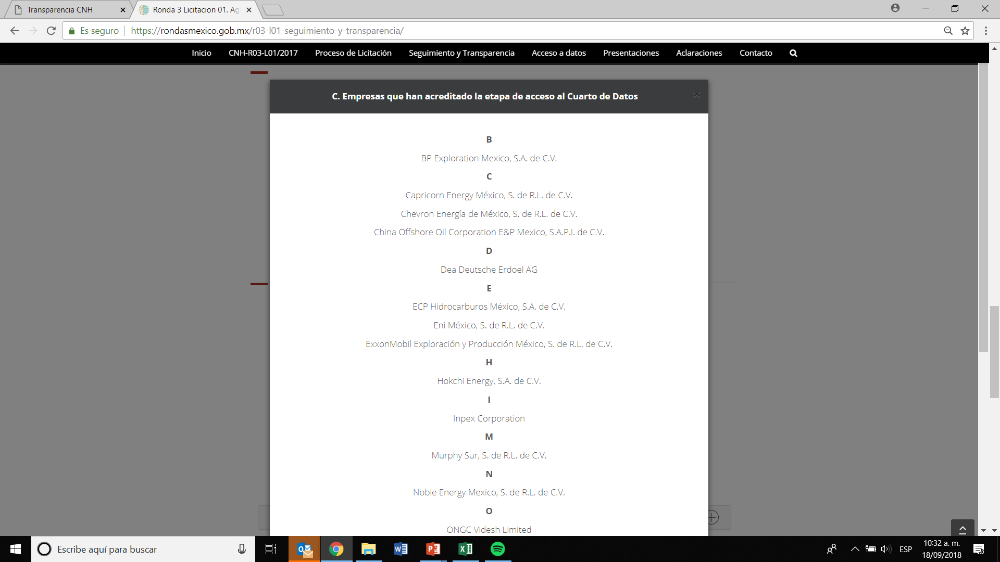 Transparencia CNH
Ronda 3 Licitacion 01. Ag
Es seguro
https://rondasmexico.gob.mx/r03-l01-seguimiento-y-transparencia/
Inicio CNH-R03-L01/2017 Proceso de Licitación Seguimiento y Transparencia Acceso a datos Presentaciones Aclaraciones Contacto
C. Empresas que han acreditado la etapa de acceso al Cuarto de Datos
B
BP Exploration Mexico, S.A. de C.V.
C
Capricorn Energy México, S. de R.L. de C.V.
Chevron Energía de México, S. de R.L. de C.V.
China Offshore Oil Corporation E&P Mexico, S.A.P.I. de C.V.
D
Dea Deutsche Erdoel AG
E
ECP Hidrocarburos México, S.A. de C.V.
Eni México, S. de R.L. de C.V.
ExxonMobil Exploración y Producción México, S. de R.L. de C.V.
H
Hokchi Energy, S.A. de C.V.
I
Inpex Corporation
M
Murphy Sur, S. de R.L. de C.V.
N
Noble Energy Mexico, S. de R.L. de C.V.
O
ONGC Videsh Limited
Escribe aquí para buscar
ESP
10:32 a. m.
18/09/2018